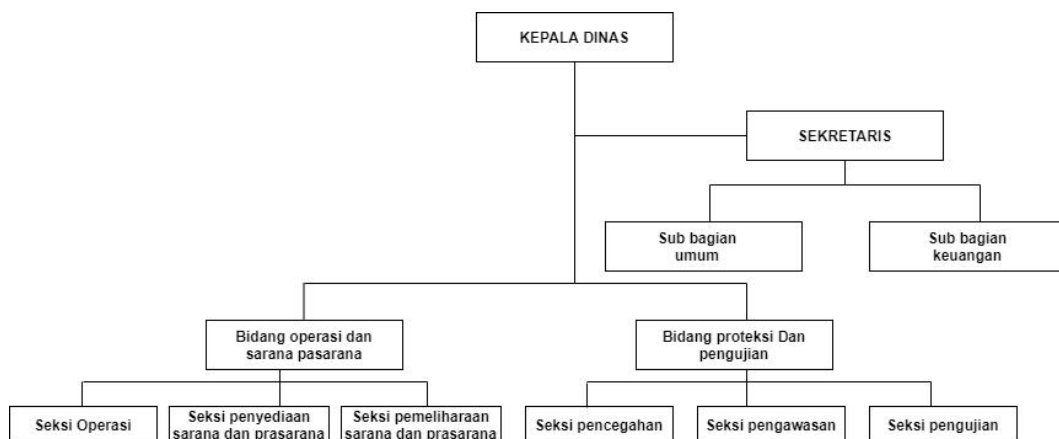 KEPALA DINAS
SEKRETARIS
Sub bagian
umum
Sub bagian
keuangan
Bidang operasi dan
sarana pasarana
Bidang proteksi Dan
pengujian
Seksi Operasi
Seksi penyediaan
sarana dan prasarana
Seksi pemeliharaan
sarana dan prasarana
Seksi pencegahan
Seksi pengawasan
Seksi pengujian